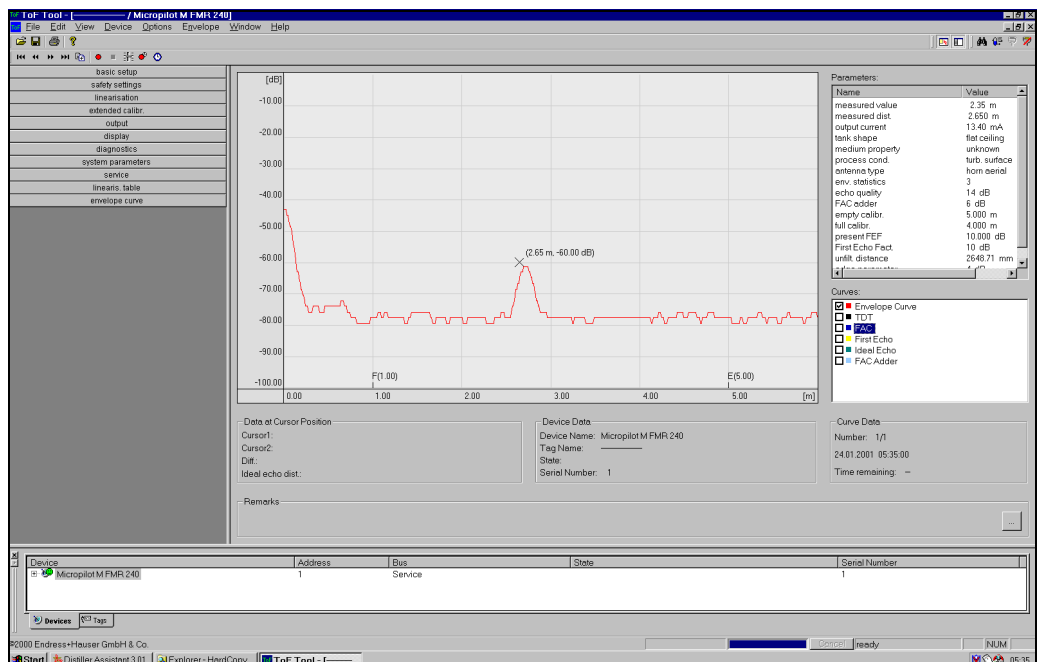 ToF Tool - [———— / Micropilot M FMR 240]
File Edit View Device Options Envelope Window Help
basic setup
safety settings
linearisation
extended calibr.
output
display
diagnostics
system parameters
service
linearis. table
envelope curve
[dB]
-10.00
-20.00
-30.00
-40.00
-50.00
-60.00
-70.00
-80.00
-90.00
-100.00
(2.65 m, -60.00 dB)
F(1.00)
E(5.00)
0.00 1.00 2.00 3.00 4.00 5.00 [m]
Parameters:
Name Value
measured value 2.35 m
measured dist. 2.650 m
output current 13.40 mA
tank shape flat ceiling
medium property unknown
process cond. turb. surface
antenna type horn aerial
env. statistics 3
echo quality 14 dB
FAC adder 6 dB
empty calibr. 5.000 m
full calibr. 4.000 m
present FEF 10.000 dB
First Echo Fact. 10 dB
unfilt. distance 2648.71 mm
Curves:
Envelope Curve
TDT
FAC
First Echo
Ideal Echo
FAC Adder
Data at Cursor Position
Cursor1:
Cursor2:
Diff.:
Ideal echo dist.:
Device Data
Device Name: Micropilot M FMR 240
Tag Name: ————
State:
Serial Number: 1
Curve Data
Number: 1/1
24.01.2001 05:35:00
Time remaining: –
Remarks
...
Device Address Bus State Serial Number
Micropilot M FMR 240 1 Service 1
Devices Tags
©2000 Endress+Hauser GmbH & Co.
Cancel ready NUM
Start Distiller Assistant 3.01 Explorer - HardCopy ToF Tool - [——— 05:35